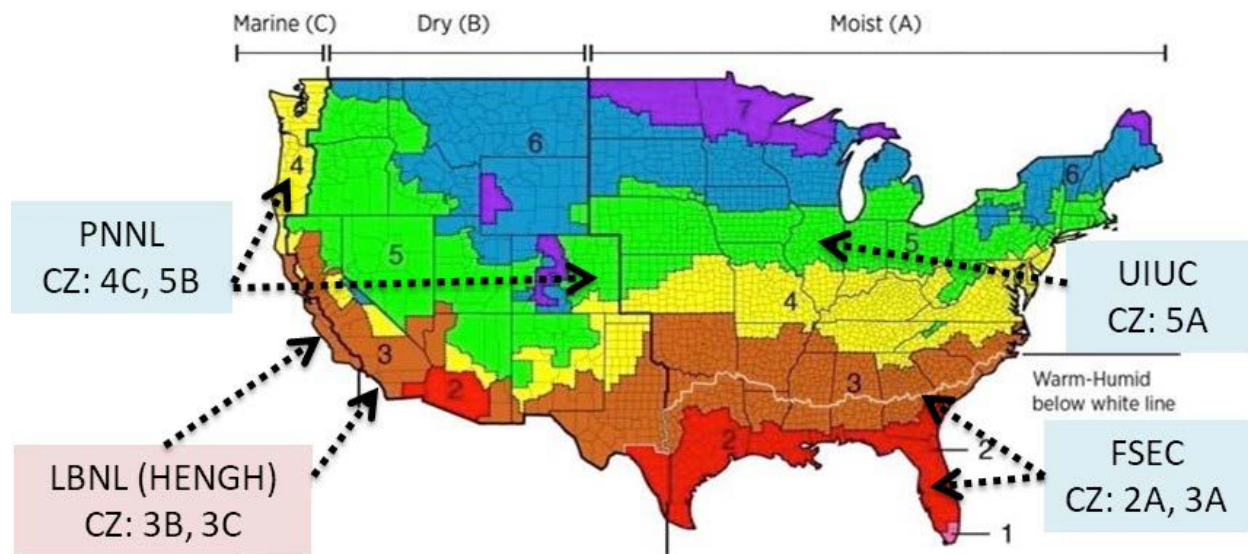 Marine (C)
Dry (B)
Moist (A)
7
6
4
6
5
5
4
3
3
2
2
2
1
PNNL
CZ: 4C, 5B
UIUC
CZ: 5A
Warm-Humid
below white line
LBNL (HENGH)
CZ: 3B, 3C
FSEC
CZ: 2A, 3A